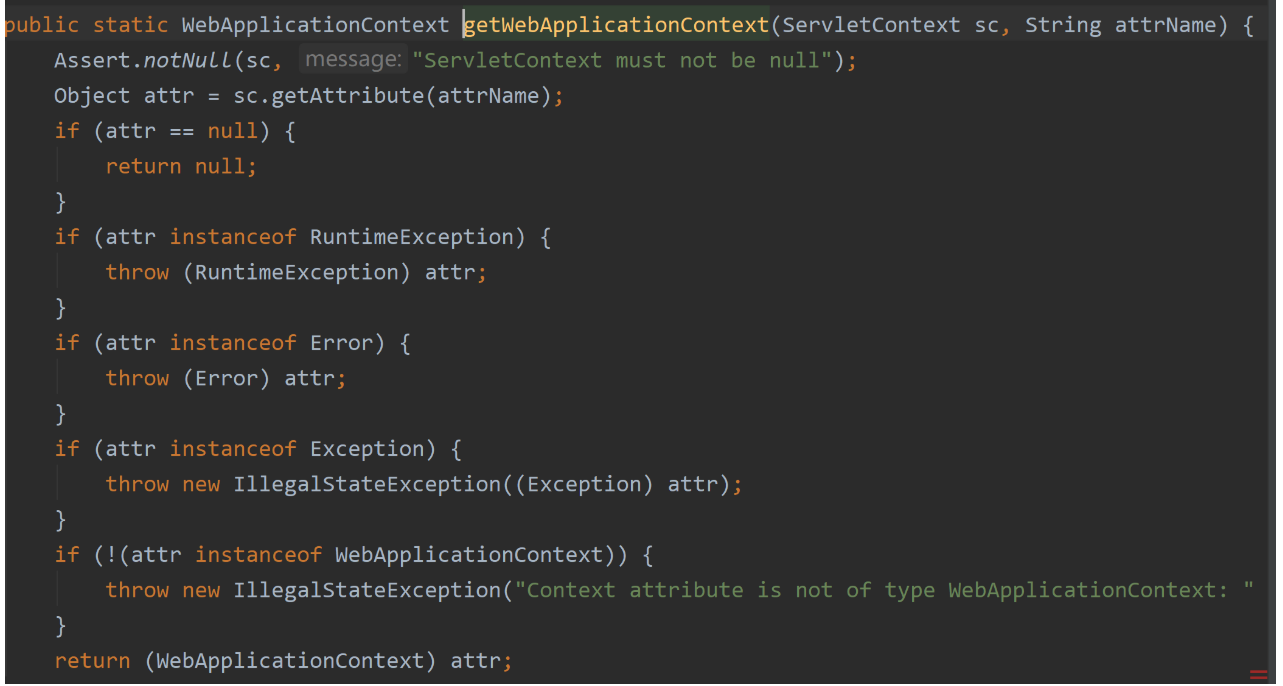 public static WebApplicationContext getWebApplicationContext(ServletContext sc, String attrName) {
    Assert.notNull(sc, message: "ServletContext must not be null");
    Object attr = sc.getAttribute(attrName);
    if (attr == null) {
        return null;
    }
    if (attr instanceof RuntimeException) {
        throw (RuntimeException) attr;
    }
    if (attr instanceof Error) {
        throw (Error) attr;
    }
    if (attr instanceof Exception) {
        throw new IllegalStateException((Exception) attr);
    }
    if (!(attr instanceof WebApplicationContext)) {
        throw new IllegalStateException("Context attribute is not of type WebApplicationContext: "
    }
    return (WebApplicationContext) attr;